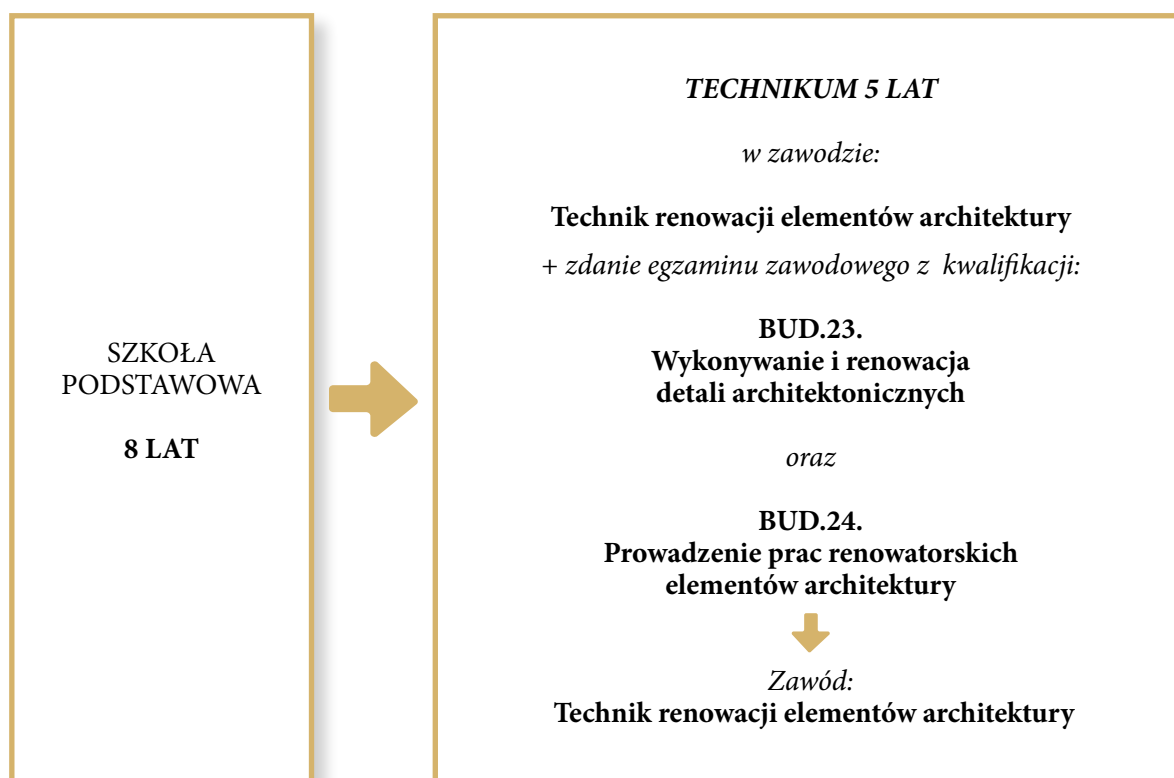 SZKOŁA
PODSTAWOWA
8 LAT
TECHNIKUM 5 LAT
w zawodzie:
Technik renowacji elementów architektury
+ zdanie egzaminu zawodowego z kwalifikacji:
BUD.23.
Wykonywanie i renowacja
detali architektonicznych
oraz
BUD.24.
Prowadzenie prac renowatorskich
elementów architektury
Zawód:
Technik renowacji elementów architektury